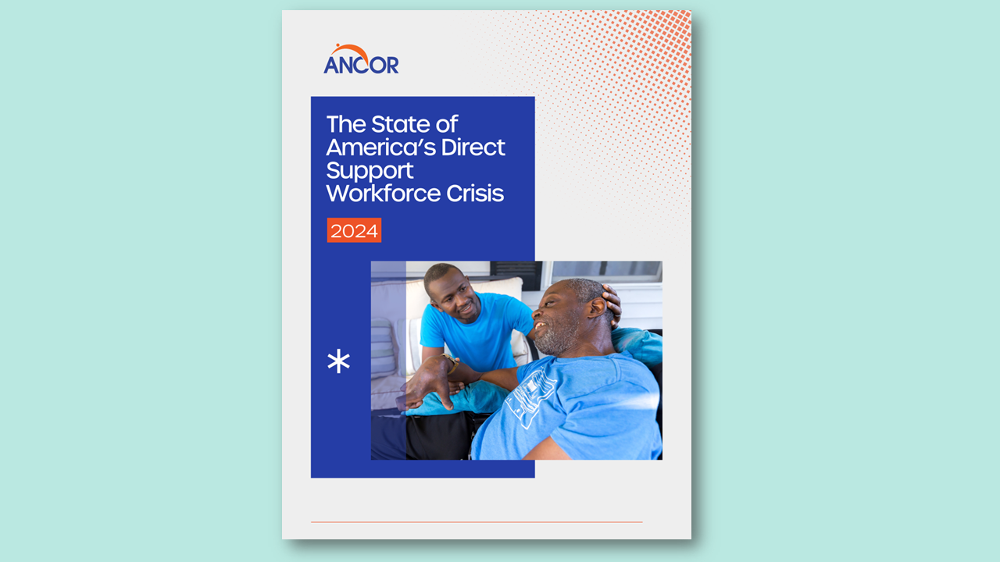 ANCOR
The State of
America's Direct
Support
Workforce Crisis
2024
*